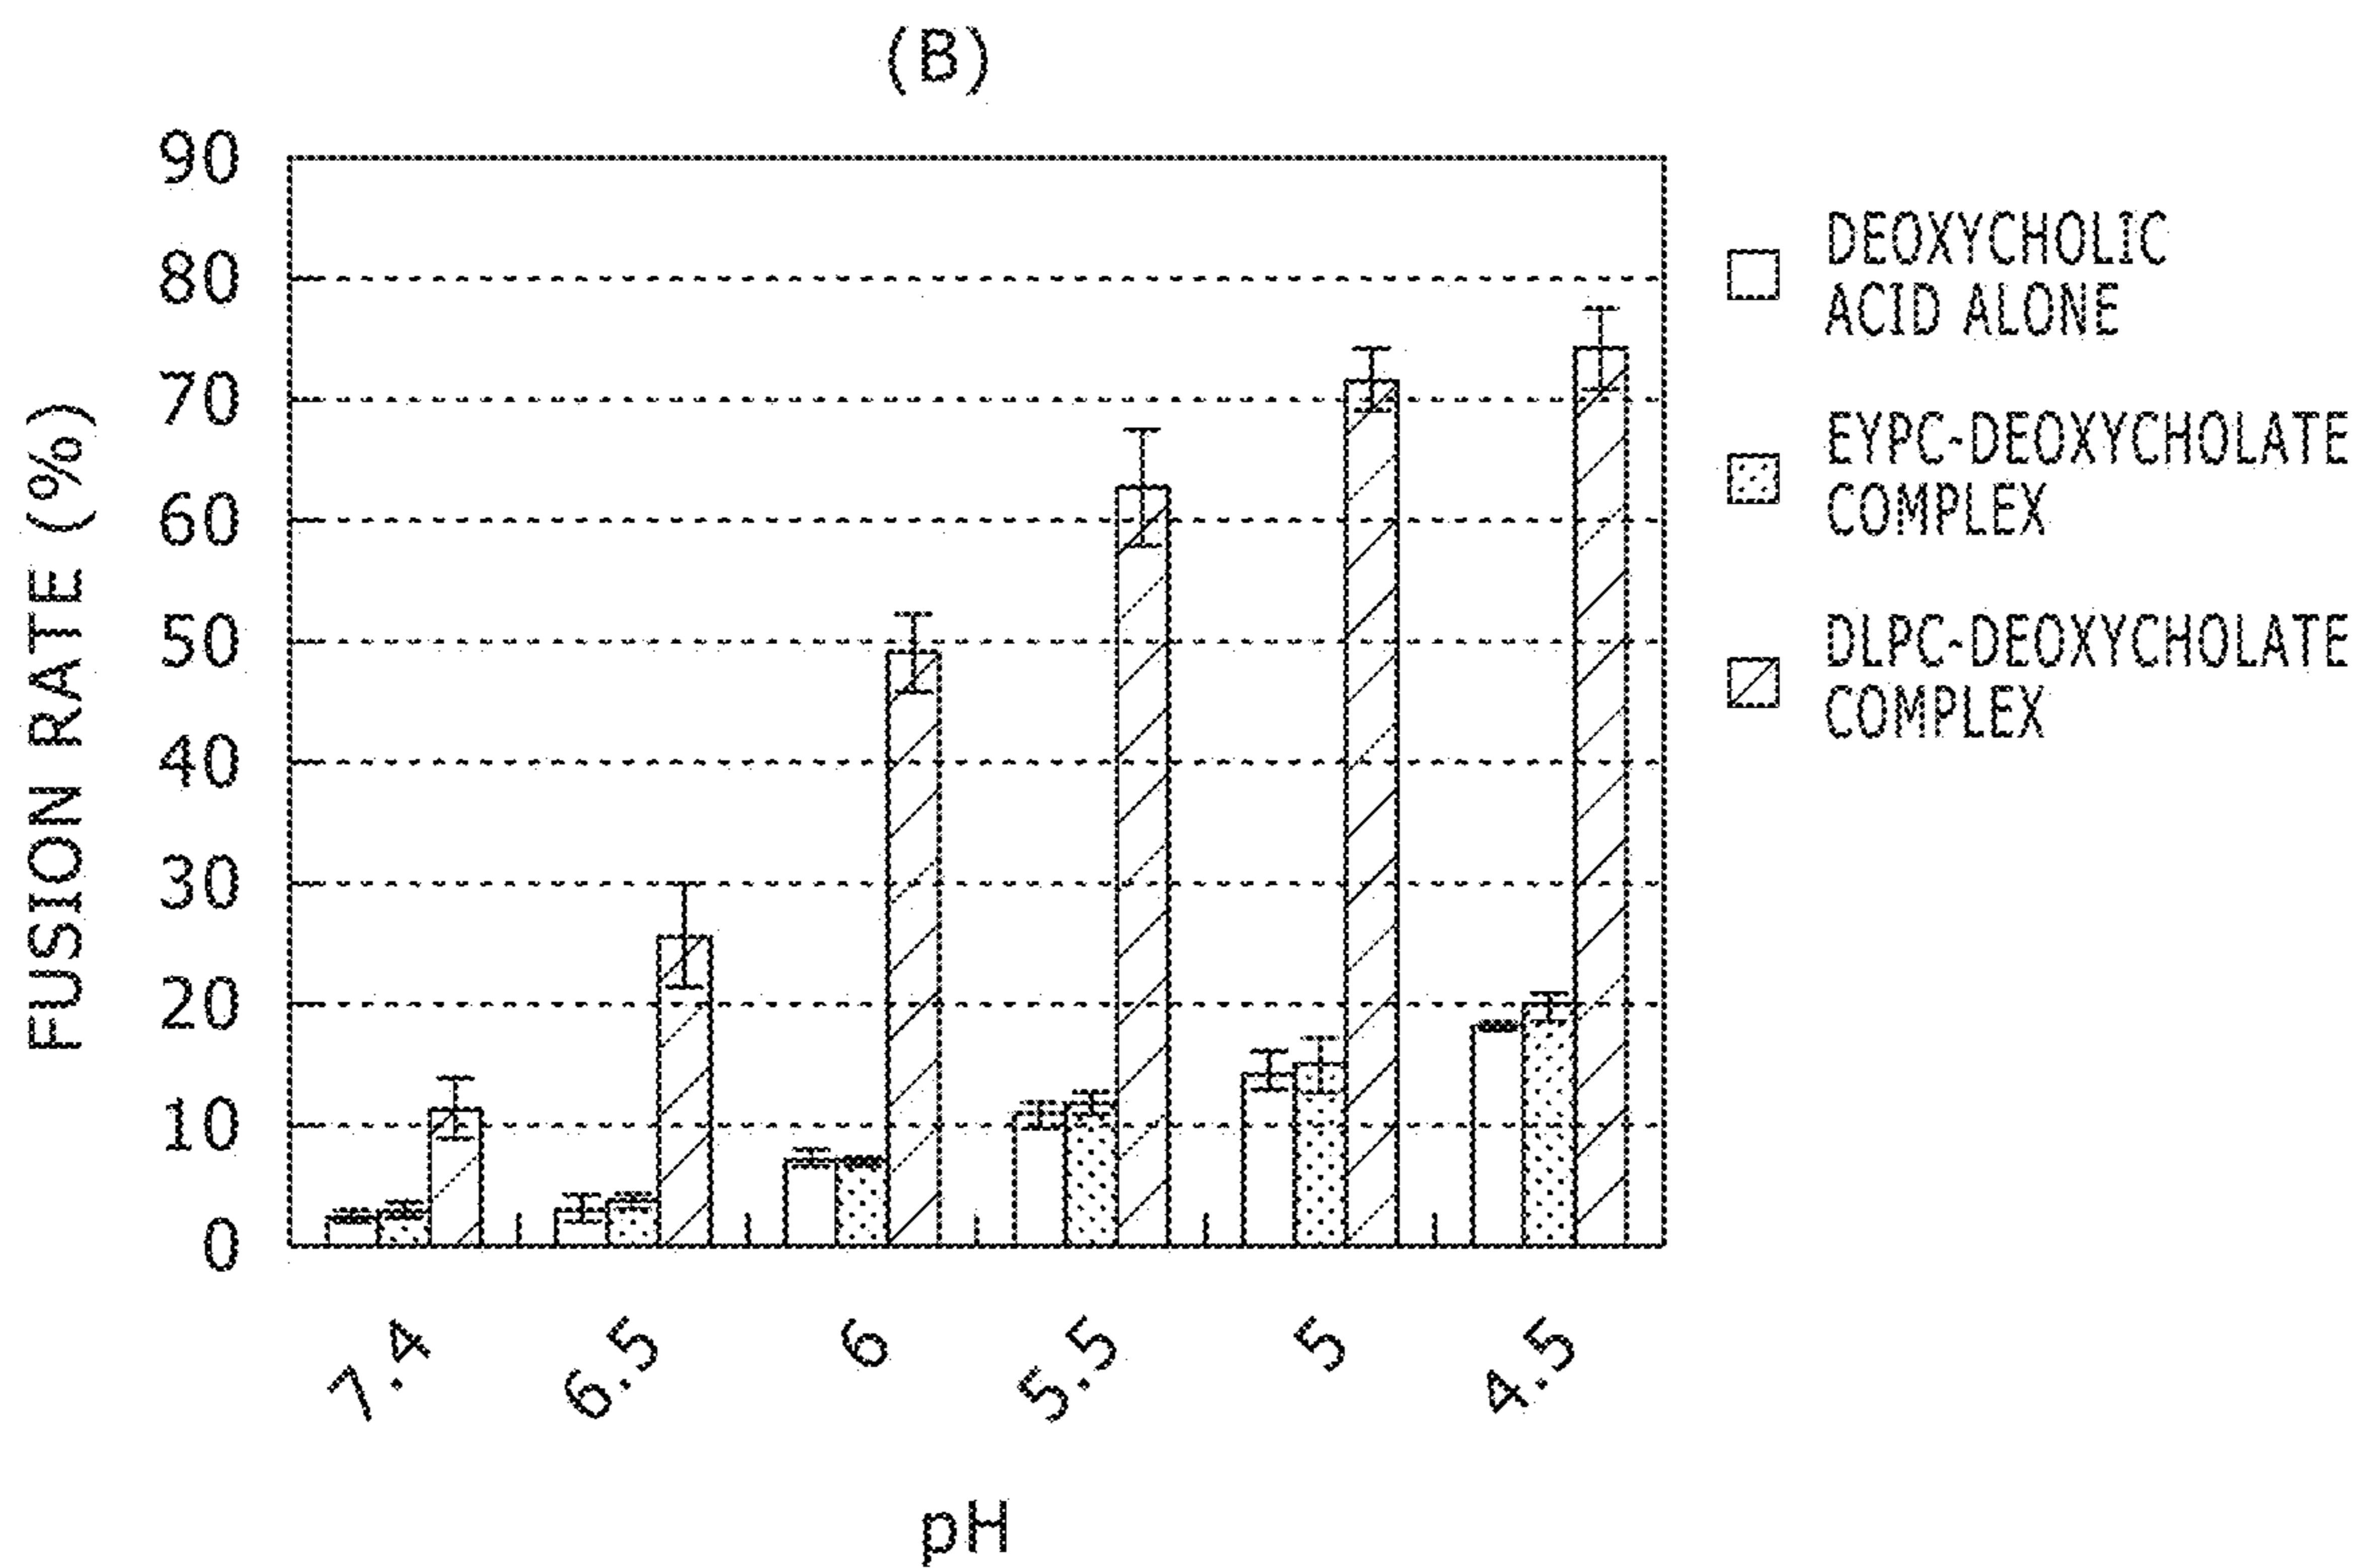 (B)
FUSION RATE (%)
90
80
70
60
50
40
30
20
10
0
7.4
6.5
6
5.5
5
4.5
pH
DEOXYCHOLIC
ACID ALONE
EYPC-DEOXYCHOLATE
COMPLEX
DLPC-DEOXYCHOLATE
COMPLEX